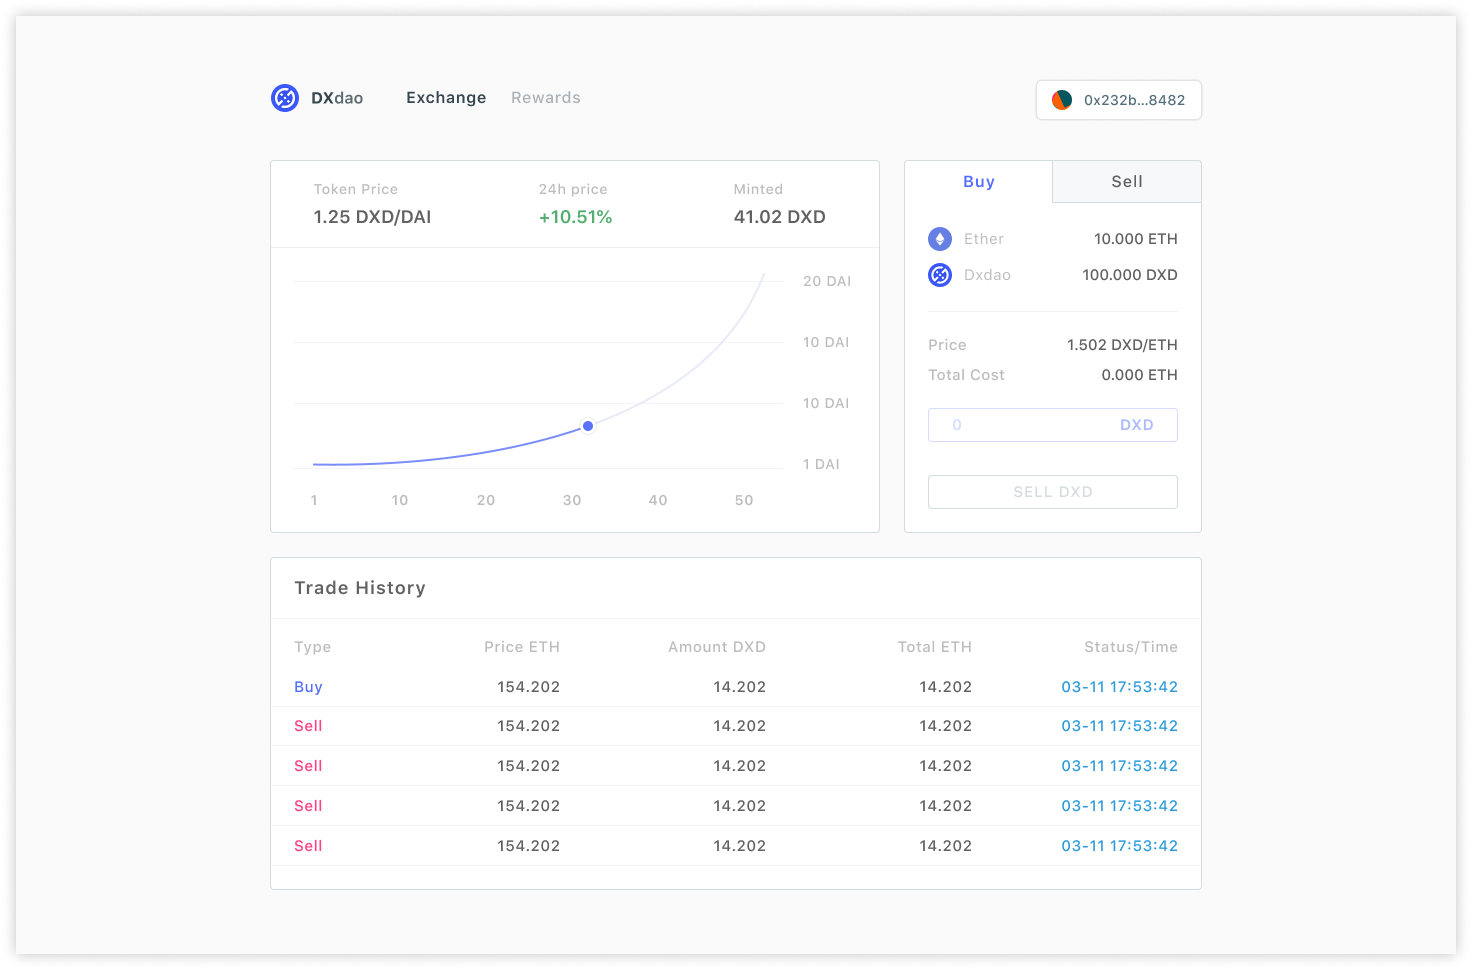 DXdao Exchange Rewards 0x232b...8482
Token Price 24h price Minted
1.25 DXD/DAI +10.51% 41.02 DXD
20 DAI
10 DAI
10 DAI
1 DAI
1 10 20 30 40 50
Buy Sell
Ether 10.000 ETH
Dxdao 100.000 DXD
Price 1.502 DXD/ETH
Total Cost 0.000 ETH
0 DXD
SELL DXD
Trade History
Type Price ETH Amount DXD Total ETH Status/Time
Buy 154.202 14.202 14.202 03-11 17:53:42
Sell 154.202 14.202 14.202 03-11 17:53:42
Sell 154.202 14.202 14.202 03-11 17:53:42
Sell 154.202 14.202 14.202 03-11 17:53:42
Sell 154.202 14.202 14.202 03-11 17:53:42